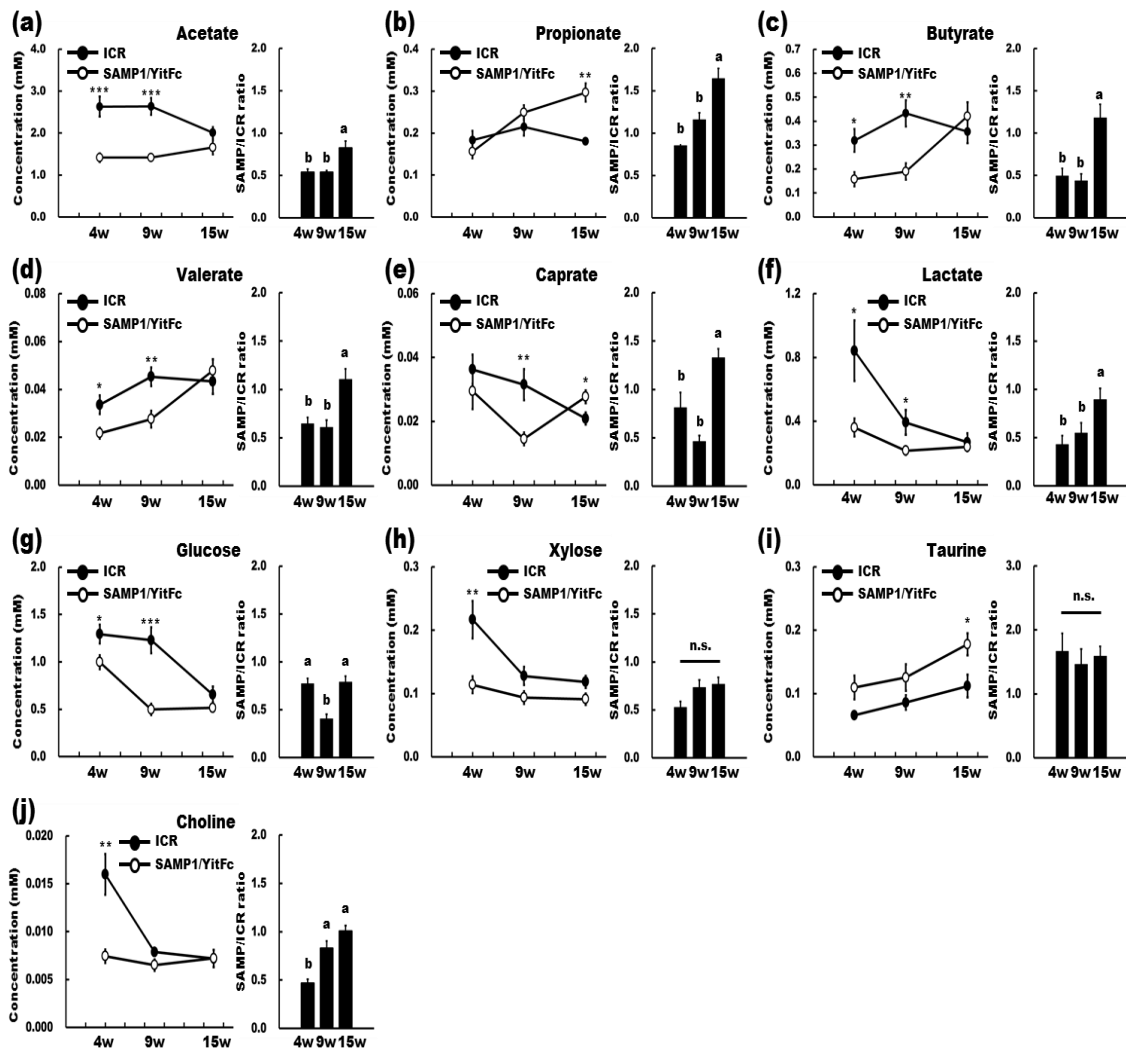 (a) Acetate
Concentration (mM)
4.0
3.0
2.0
1.0
0.0
ICR
SAMP1/YitFc
*** ***
4w 9w 15w
SAMP/ICR ratio
2.0
1.5
1.0
0.5
0.0
b b a
4w 9w 15w
(b) Propionate
Concentration (mM)
0.4
0.3
0.2
0.1
0.0
ICR
SAMP1/YitFc
**
4w 9w 15w
SAMP/ICR ratio
2.0
1.5
1.0
0.5
0.0
b b a
4w 9w 15w
(c) Butyrate
Concentration (mM)
0.7
0.6
0.5
0.4
0.3
0.2
0.1
0.0
ICR
SAMP1/YitFc
* **
4w 9w 15w
SAMP/ICR ratio
2.0
1.5
1.0
0.5
0.0
b b a
4w 9w 15w
(d) Valerate
Concentration (mM)
0.08
0.06
0.04
0.02
0.00
ICR
SAMP1/YitFc
* **
4w 9w 15w
SAMP/ICR ratio
2.0
1.5
1.0
0.5
0.0
b b a
4w 9w 15w
(e) Caprate
Concentration (mM)
0.06
0.04
0.02
0.00
ICR
SAMP1/YitFc
** *
4w 9w 15w
SAMP/ICR ratio
2.0
1.5
1.0
0.5
0.0
b b a
4w 9w 15w
(f) Lactate
Concentration (mM)
1.2
0.8
0.4
0.0
ICR
SAMP1/YitFc
* *
4w 9w 15w
SAMP/ICR ratio
2.0
1.5
1.0
0.5
0.0
b b a
4w 9w 15w
(g) Glucose
Concentration (mM)
2.0
1.5
1.0
0.5
0.0
ICR
SAMP1/YitFc
* ***
4w 9w 15w
SAMP/ICR ratio
2.0
1.5
1.0
0.5
0.0
a b a
4w 9w 15w
(h) Xylose
Concentration (mM)
0.3
0.2
0.1
0.0
ICR
SAMP1/YitFc
**
4w 9w 15w
SAMP/ICR ratio
2.0
1.5
1.0
0.5
0.0
n.s.
4w 9w 15w
(i) Taurine
Concentration (mM)
0.3
0.2
0.1
0.0
ICR
SAMP1/YitFc
*
4w 9w 15w
SAMP/ICR ratio
3.0
2.0
1.0
0.0
n.s.
4w 9w 15w
(j) Choline
Concentration (mM)
0.020
0.015
0.010
0.005
0.000
ICR
SAMP1/YitFc
**
4w 9w 15w
SAMP/ICR ratio
2.0
1.5
1.0
0.5
0.0
b a a
4w 9w 15w